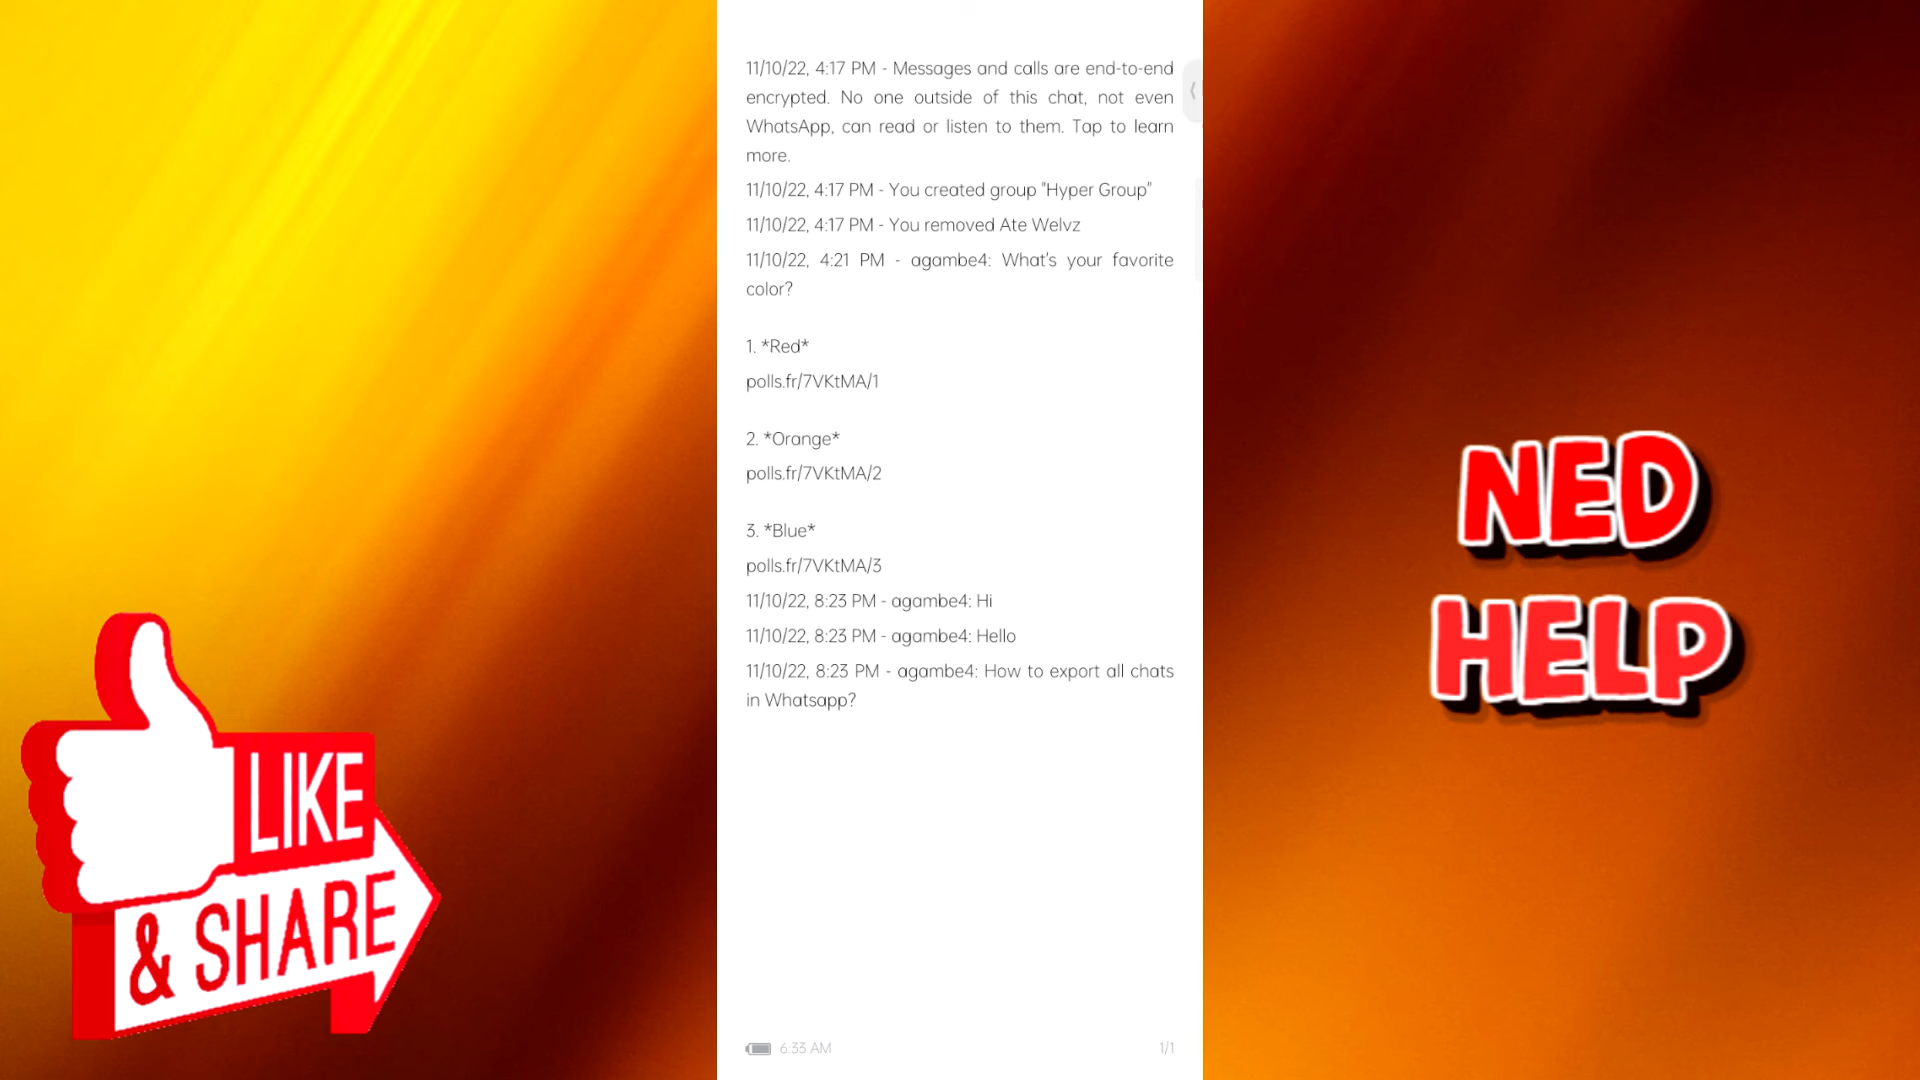 11/10/22, 4:17 PM - Messages and calls are end-to-end
encrypted. No one outside of this chat, not even
WhatsApp, can read or listen to them. Tap to learn
more.
11/10/22, 4:17 PM - You created group "Hyper Group"
11/10/22, 4:17 PM - You removed Ate Welvz
11/10/22, 4:21 PM - agambe4: What's your favorite
color?
1. *Red*
polls.fr/7VKtMA/1
2. *Orange*
polls.fr/7VKtMA/2
3. *Blue*
polls.fr/7VKtMA/3
11/10/22, 8:23 PM - agambe4: Hi
11/10/22, 8:23 PM - agambe4: Hello
11/10/22, 8:23 PM - agambe4: How to export all chats
in Whatsapp?
6:33 AM
1/1
LIKE
& SHARE
NED
HELP